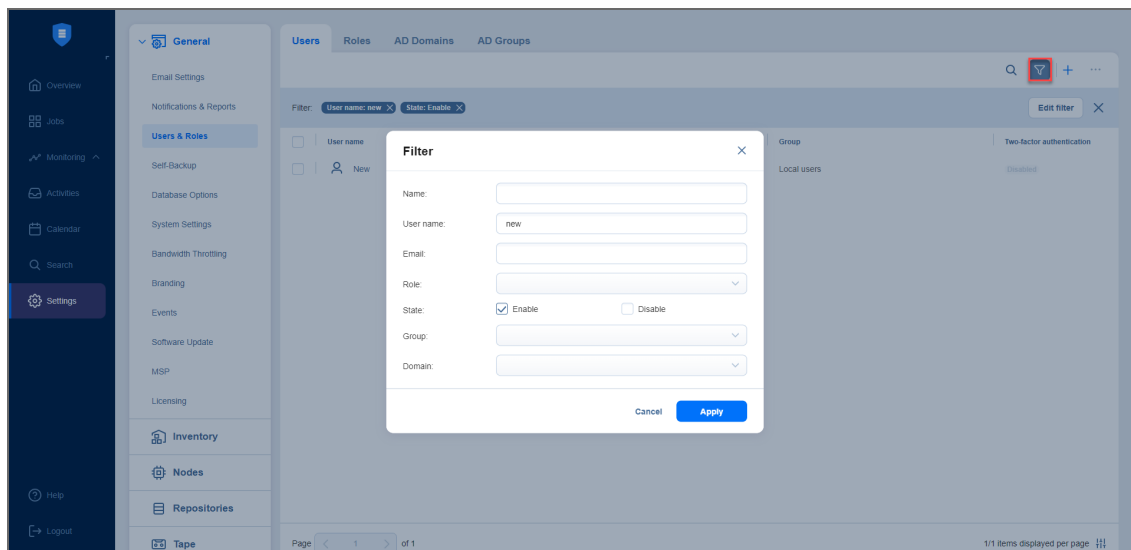 Overview
Jobs
Monitoring
Activities
Calendar
Search
Settings
Help
Logout
General
Email Settings
Notifications & Reports
Users & Roles
Self-Backup
Database Options
System Settings
Bandwidth Throttling
Branding
Events
Software Update
MSP
Licensing
Inventory
Nodes
Repositories
Tape
Users Roles AD Domains AD Groups
Filter: User name: new State: Enable Edit filter
User name Group Two-factor authentication
New Local users Disabled
Filter
Name:
User name: new
Email:
Role:
State: Enable Disable
Group:
Domain:
Cancel Apply
Page 1 of 1 1/1 items displayed per page